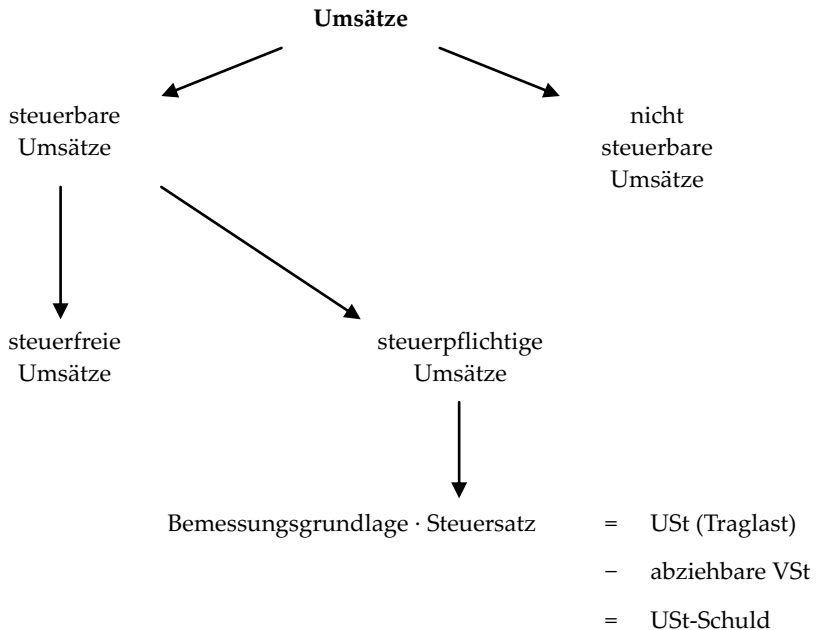 Umsätze
steuerbare
Umsätze
nicht
steuerbare
Umsätze
steuerfreie
Umsätze
steuerpflichtige
Umsätze
Bemessungsgrundlage · Steuersatz = USt (Traglast)
− abziehbare VSt
= USt-Schuld